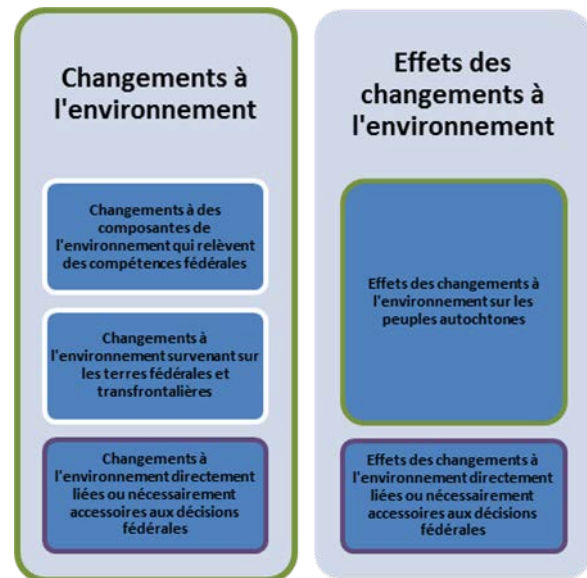 Changements à
l'environnement
Changements à des
composantes de
l'environnement qui relèvent
des compétences fédérales
Changements à
l'environnement survenant sur
les terres fédérales et
transfrontalières
Changements à
l'environnement directement
liées ou nécessairement
accessoires aux décisions
fédérales
Effets des
changements à
l'environnement
Effets des changements à
l'environnement sur les
peuples autochtones
Effets des changements à
l'environnement directement
liées ou nécessairement
accessoires aux décisions
fédérales